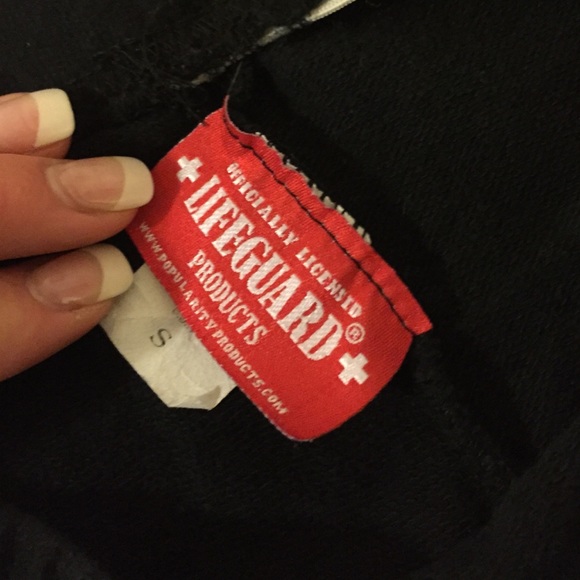 OFFICIALLY LICENSED
LIFEGUARD®
PRODUCTS
WWW.POPULARITYPRODUCTS.COM
S